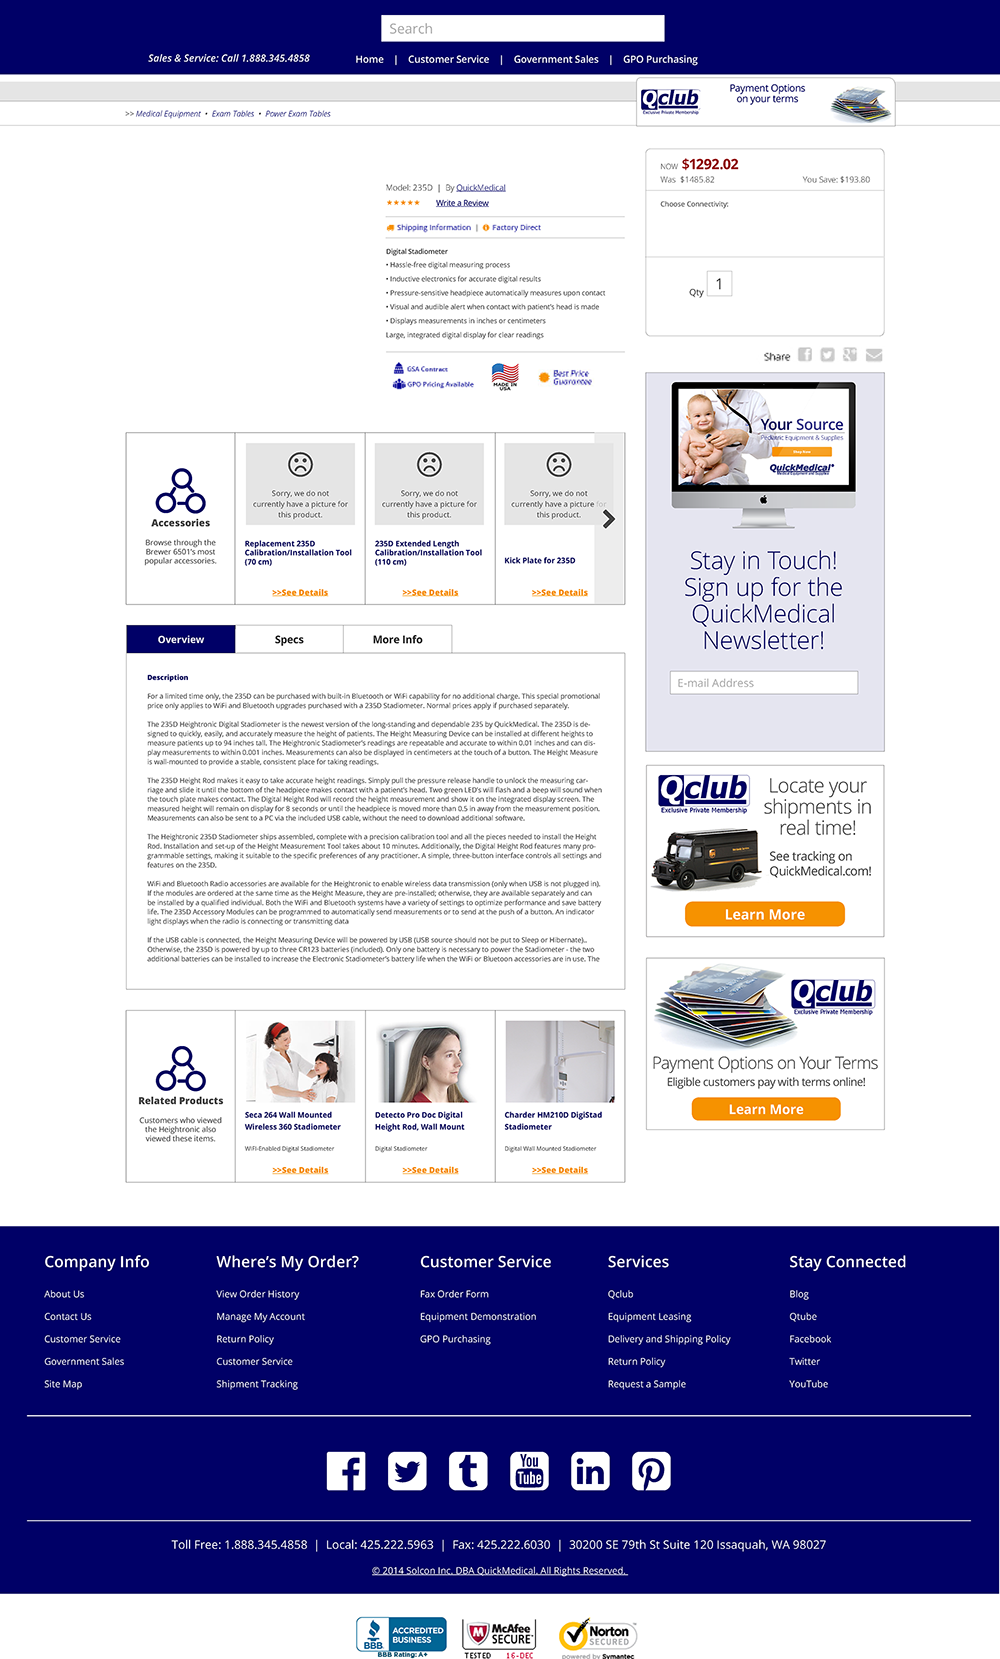 Search
Sales & Service: Call 1.888.345.4858
Home | Customer Service | Government Sales | GPO Purchasing
Qclub
Exclusive Private Membership
Payment Options
on your terms
>> Medical Equipment • Exam Tables • Power Exam Tables
Model: 235D | By QuickMedical
Write a Review
Shipping Information | Factory Direct
Digital Stadiometer
• Hassle-free digital measuring process
• Inductive electronics for accurate digital results
• Pressure-sensitive headpiece automatically measures upon contact
• Visual and audible alert when contact with patient's head is made
• Displays measurements in inches or centimeters
Large, integrated digital display for clear readings
GSA Contract
GPO Pricing Available
MADE IN
USA
Best Price
Guarantee
NOW $1292.02
Was $1485.82 You Save: $193.80
Choose Connectivity:
Qty 1
Share
Your Source
Pediatric Equipment & Supplies
Shop Now
QuickMedical
Medical Equipment and Supplies
Stay in Touch!
Sign up for the
QuickMedical
Newsletter!
E-mail Address
Accessories
Browse through the
Brewer 6501's most
popular accessories.
Sorry, we do not
currently have a picture for
this product.
Replacement 235D
Calibration/Installation Tool
(70 cm)
>>See Details
Sorry, we do not
currently have a picture for
this product.
235D Extended Length
Calibration/Installation Tool
(110 cm)
>>See Details
Sorry, we do not
currently have a picture for
this product.
Kick Plate for 235D
>>See Details
Overview Specs More Info
Description
For a limited time only, the 235D can be purchased with built-in Bluetooth or WiFi capability for no additional charge. This special promotional
price only applies to WiFi and Bluetooth upgrades purchased with a 235D Stadiometer. Normal prices apply if purchased separately.
The 235D Heightronic Digital Stadiometer is the newest version of the long-standing and dependable 235 by QuickMedical. The 235D is de-
signed to quickly, easily, and accurately measure the height of patients. The Height Measuring Device can be installed at different heights to
measure patients up to 94 inches tall. The Heightronic Stadiometer's readings are repeatable and accurate to within 0.01 inches and can dis-
play measurements to within 0.001 inches. Measurements can also be displayed in centimeters at the touch of a button. The Height Measure
is wall-mounted to provide a stable, consistent place for taking readings.
The 235D Height Rod makes it easy to take accurate height readings. Simply pull the pressure release handle to unlock the measuring car-
riage and slide it until the bottom of the headpiece makes contact with a patient's head. Two green LED's will flash and a beep will sound when
the touch plate makes contact. The Digital Height Rod will record the height measurement and show it on the integrated display screen. The
measured height will remain on display for 8 seconds or until the headpiece is moved more than 0.5 in away from the measurement position.
Measurements can also be sent to a PC via the included USB cable, without the need to download additional software.
The Heightronic 235D Stadiometer ships assembled, complete with a precision calibration tool and all the pieces needed to install the Height
Rod. Installation and set-up of the Height Measurement Tool takes about 10 minutes. Additionally, the Digital Height Rod features many pro-
grammable settings, making it suitable to the specific preferences of any practitioner. A simple, three-button interface controls all settings and
features on the 235D.
WiFi and Bluetooth Radio accessories are available for the Heightronic to enable wireless data transmission (only when USB is not plugged in).
If the modules are ordered at the same time as the Height Measure, they are pre-installed; otherwise, they are available separately and can
be installed by a qualified individual. Both the WiFi and Bluetooth systems have a variety of settings to optimize performance and save battery
life. The 235D Accessory Modules can be programmed to automatically send measurements or to send at the push of a button. An indicator
light displays when the radio is connecting or transmitting data
If the USB cable is connected, the Height Measuring Device will be powered by USB (USB source should not be put to Sleep or Hibernate)..
Otherwise, the 235D is powered by up to three CR123 batteries (included). Only one battery is necessary to power the Stadiometer - the two
additional batteries can be installed to increase the Electronic Stadiometer's battery life when the WiFi or Bluetoon accessories are in use. The
Qclub
Exclusive Private Membership
Locate your
shipments in
real time!
See tracking on
QuickMedical.com!
Learn More
Qclub
Exclusive Private Membership
Payment Options on Your Terms
Eligible customers pay with terms online!
Learn More
Related Products
Customers who viewed
the Heightronic also
viewed these items.
Seca 264 Wall Mounted
Wireless 360 Stadiometer
WiFi-Enabled Digital Stadiometer
>>See Details
Detecto Pro Doc Digital
Height Rod, Wall Mount
Digital Stadiometer
>>See Details
Charder HM210D DigiStad
Stadiometer
Digital Wall Mounted Stadiometer
>>See Details
Company Info
About Us
Contact Us
Customer Service
Government Sales
Site Map
Where's My Order?
View Order History
Manage My Account
Return Policy
Customer Service
Shipment Tracking
Customer Service
Fax Order Form
Equipment Demonstration
GPO Purchasing
Services
Qclub
Equipment Leasing
Delivery and Shipping Policy
Return Policy
Request a Sample
Stay Connected
Blog
Qtube
Facebook
Twitter
YouTube
You
Tube
Toll Free: 1.888.345.4858 | Local: 425.222.5963 | Fax: 425.222.6030 | 30200 SE 79th St Suite 120 Issaquah, WA 98027
© 2014 Solcon Inc. DBA QuickMedical. All Rights Reserved.
BBB
ACCREDITED
BUSINESS
BBB Rating: A+
McAfee
SECURE
TESTED 16-DEC
Norton
SECURED
powered by Symantec